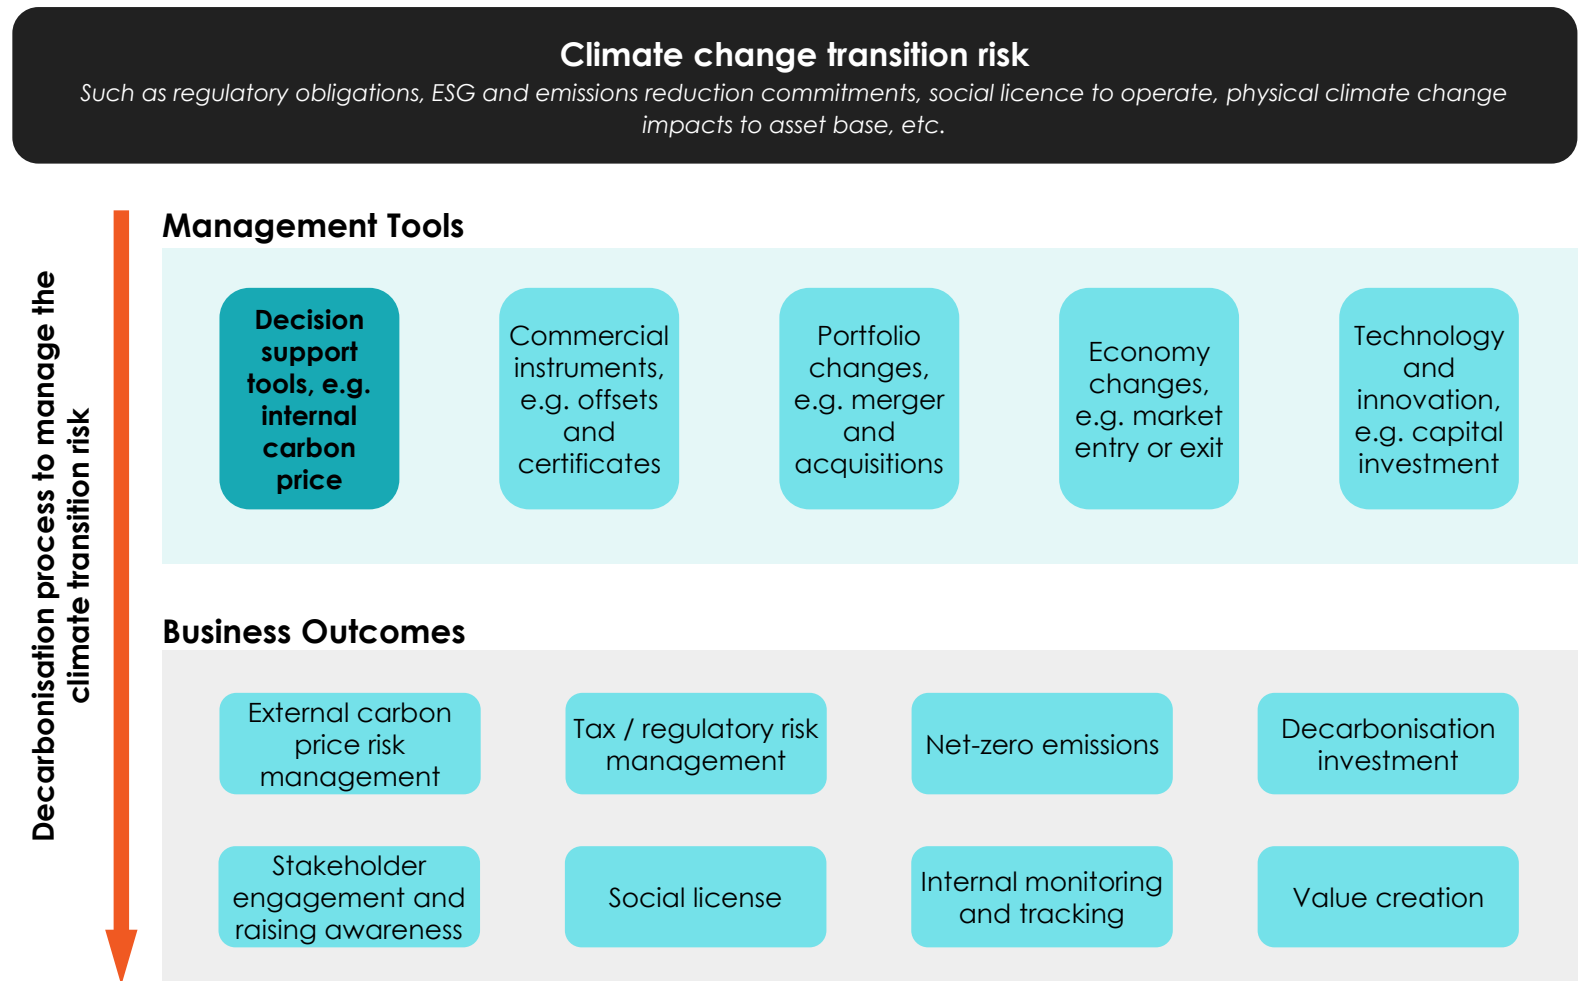 Climate change transition risk
Such as regulatory obligations, ESG and emissions reduction commitments, social licence to operate, physical climate change
impacts to asset base, etc.
Decarbonisation process to manage the
climate transition risk
Management Tools
Decision
support
tools, e.g.
internal
carbon
price
Commercial
instruments,
e.g. offsets
and
certificates
Portfolio
changes,
e.g. merger
and
acquisitions
Economy
changes,
e.g. market
entry or exit
Technology
and
innovation,
e.g. capital
investment
Business Outcomes
External carbon
price risk
management
Tax / regulatory risk
management
Net-zero emissions
Decarbonisation
investment
Stakeholder
engagement and
raising awareness
Social license
Internal monitoring
and tracking
Value creation